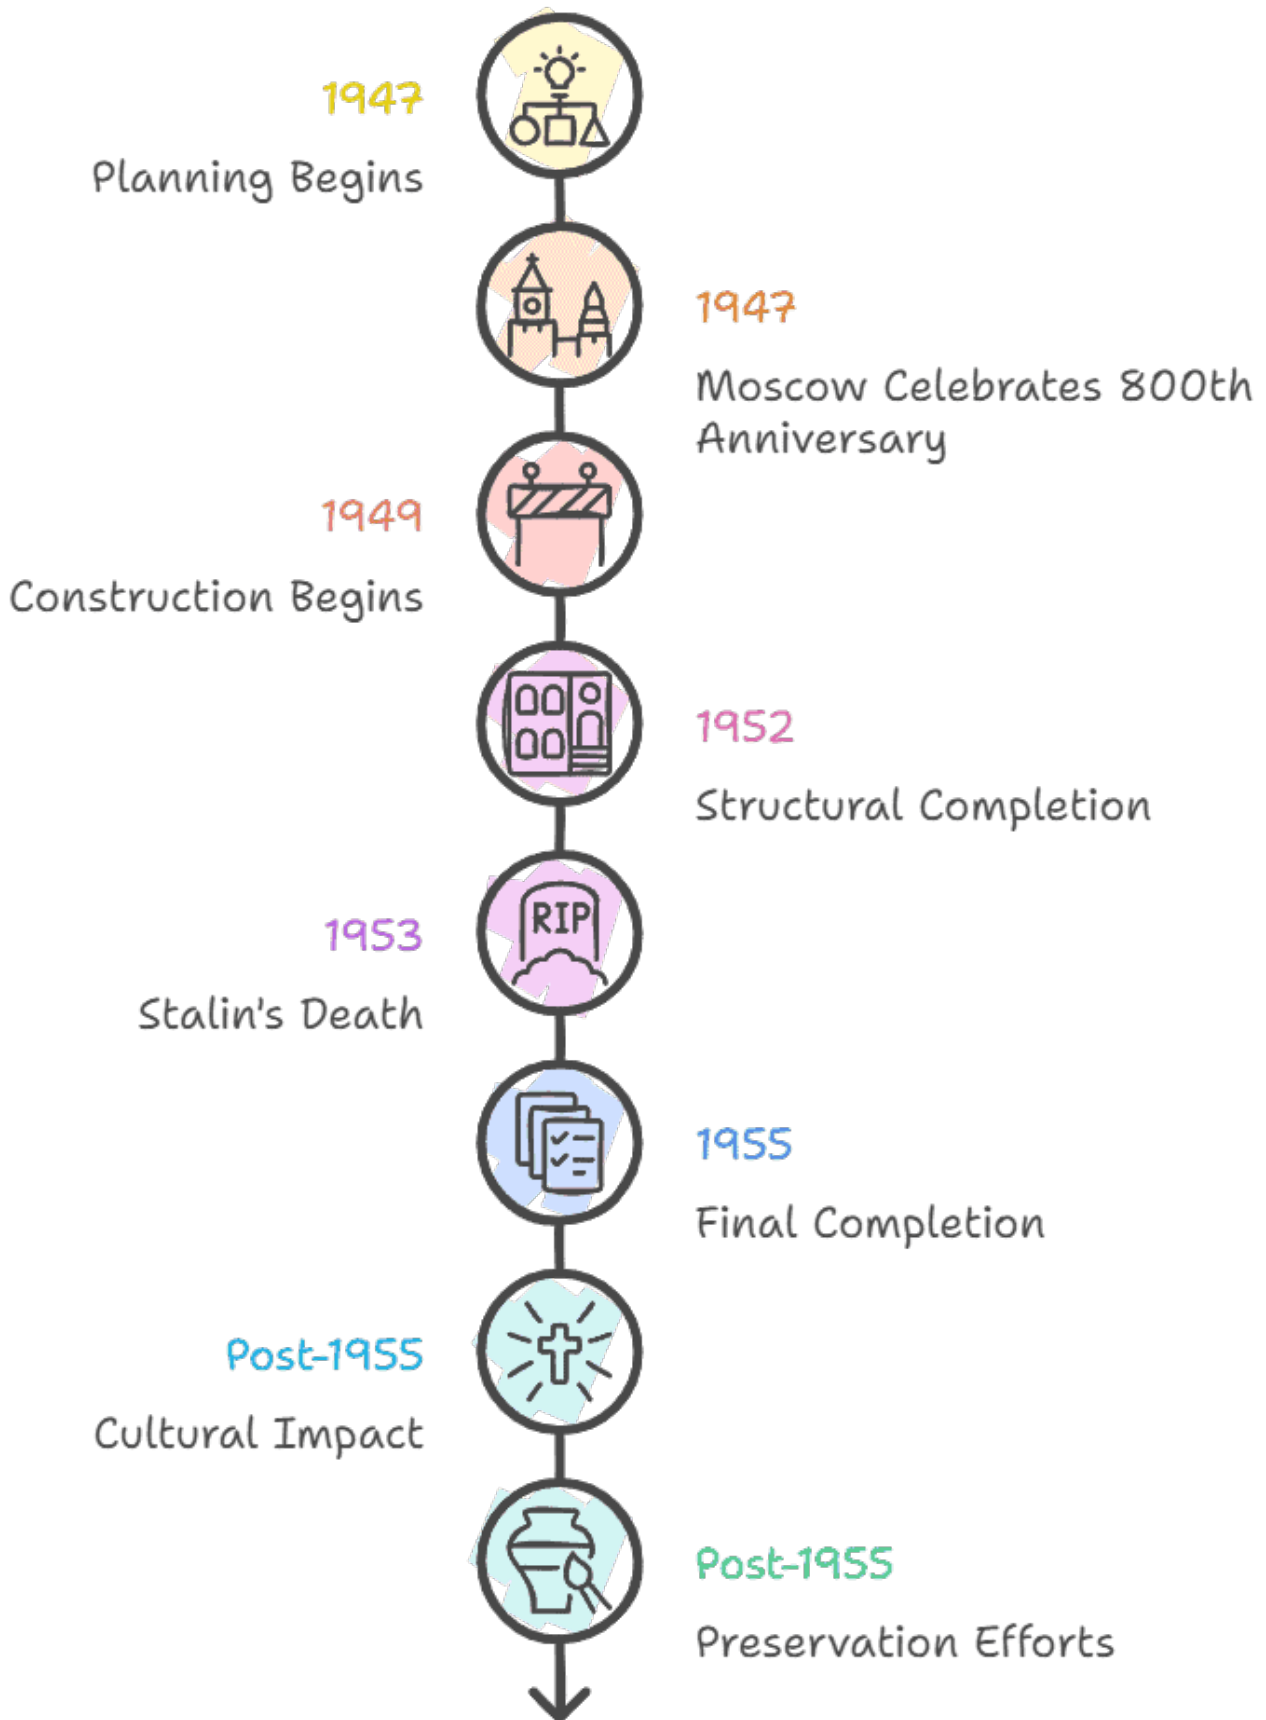 1947
Planning Begins
1947
Moscow Celebrates 800th
Anniversary
1949
Construction Begins
1952
Structural Completion
RIP
1953
Stalin's Death
1955
Final Completion
Post-1955
Cultural Impact
Post-1955
Preservation Efforts